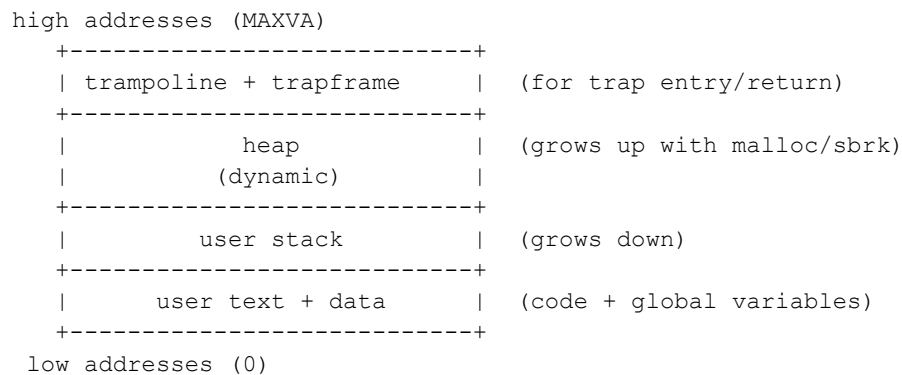 high addresses (MAXVA)
+----------------------------+
| trampoline + trapframe | (for trap entry/return)
+----------------------------+
| heap | (grows up with malloc/sbrk)
| (dynamic) |
+----------------------------+
| user stack | (grows down)
+----------------------------+
| user text + data | (code + global variables)
+----------------------------+
low addresses (0)